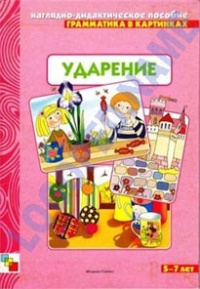 НАГЛЯДНО-ДИДАКТИЧЕСКОЕ ПОСОБИЕ
ГРАММАТИКА В КАРТИНКАХ
УДАРЕНИЕ
5-7 лет